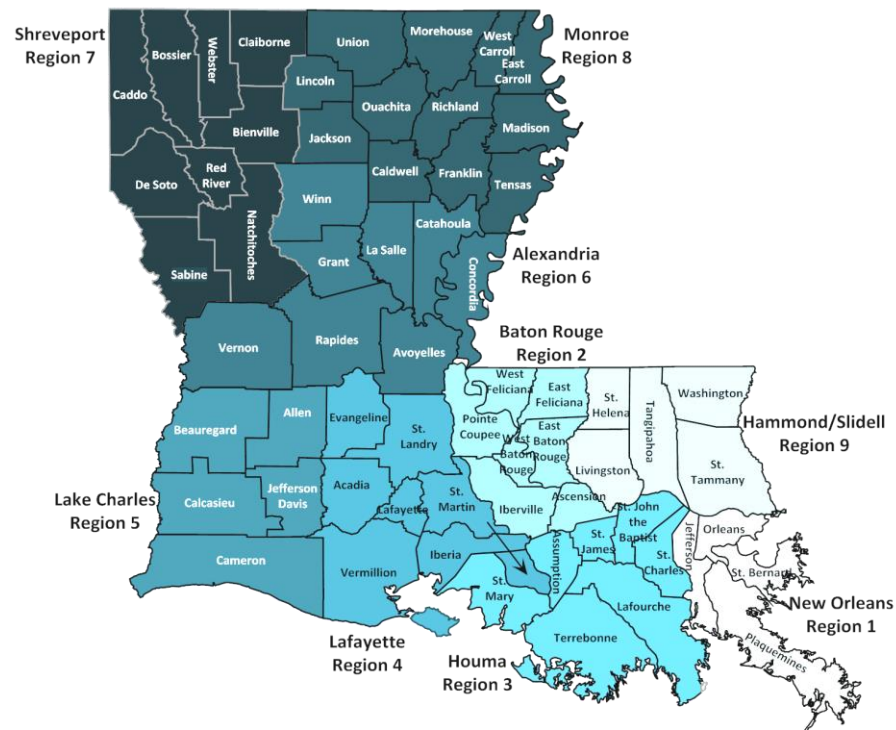 Shreveport
Region 7
Bossier
Webster
Claiborne
Union
Morehouse
West
Carroll
East
Carroll
Monroe
Region 8
Caddo
Lincoln
Ouachita
Richland
Madison
Bienville
Jackson
De Soto
Red
River
Caldwell
Franklin
Tensas
Natchitoches
Winn
Catahoula
La Salle
Grant
Sabine
Concordia
Alexandria
Region 6
Vernon
Rapides
Avoyelles
Baton Rouge
Region 2
West
Feliciana
East
Feliciana
St.
Helena
Tangipahoa
Washington
Beauregard
Allen
Evangeline
St.
Landry
Pointe
Coupee
West
Baton
Rouge
East
Baton
Rouge
Hammond/Slidell
Region 9
Livingston
St.
Tammany
Lake Charles
Region 5
Calcasieu
Jefferson
Davis
Acadia
Lafayette
St.
Martin
Iberville
Ascension
St. John
the
Baptist
Jefferson
Orleans
Cameron
Vermillion
Iberia
Assumption
St.
James
St.
Charles
St. Bernard
St.
Mary
Lafourche
New Orleans
Region 1
Terrebonne
Plaquemines
Lafayette
Region 4
Houma
Region 3